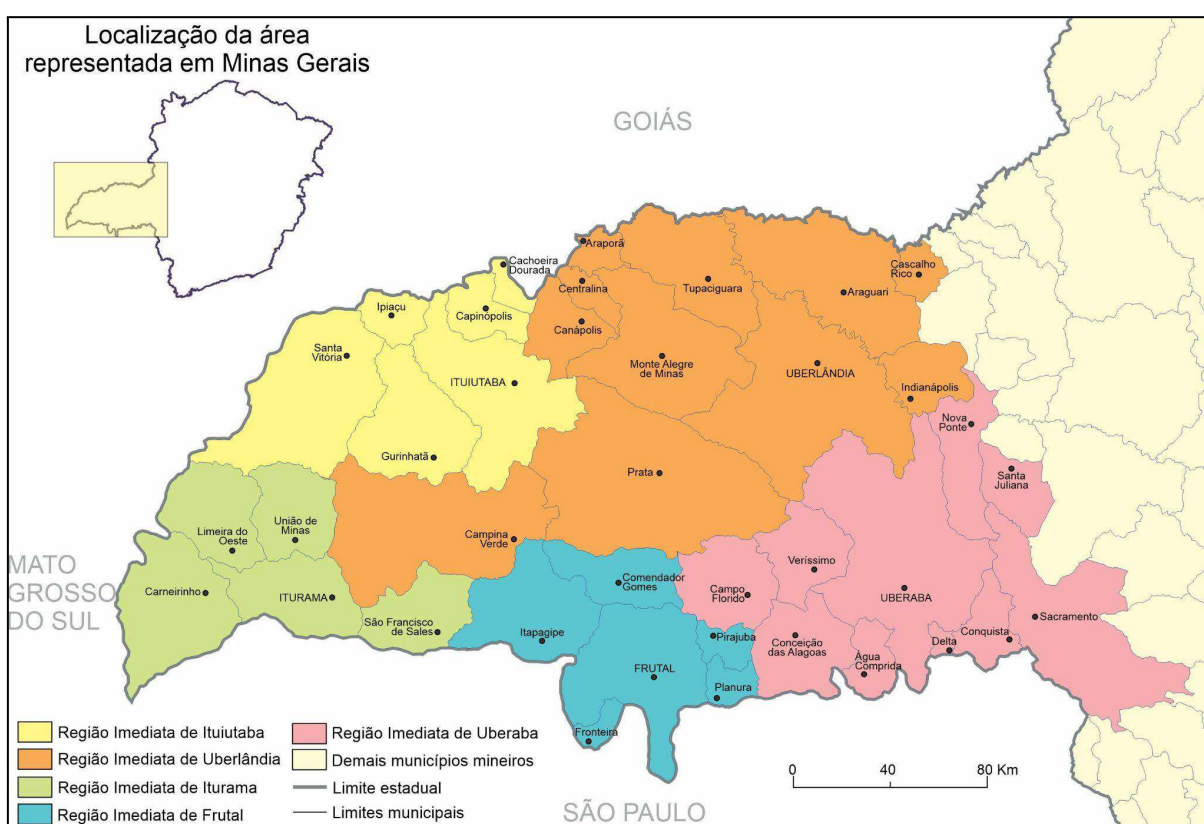 Localização da área
representada em Minas Gerais
GOIÁS
MATO
GROSSO
DO SUL
SÃO PAULO
Araporã
Cachoeira
Dourada
Cascalho
Rico
Centralina
Tupaciguara
Araguari
Ipiaçu
Capinópolis
Canápolis
Santa
Vitória
ITUIUTABA
Monte Alegre
de Minas
UBERLÂNDIA
Indianápolis
Nova
Ponte
Gurinhatã
Prata
Santa
Juliana
Limeira do
Oeste
União de
Minas
Campina
Verde
Veríssimo
Carneirinho
ITURAMA
Comendador
Gomes
Campo
Florido
UBERABA
Sacramento
São Francisco
de Sales
Itapagipe
Pirajuba
Conceição
das Alagoas
Água
Comprida
Delta
Conquista
FRUTAL
Planura
Fronteira
Região Imediata de Ituiutaba
Região Imediata de Uberlândia
Região Imediata de Iturama
Região Imediata de Frutal
Região Imediata de Uberaba
Demais municípios mineiros
Limite estadual
Limites municipais
0 40 80 Km